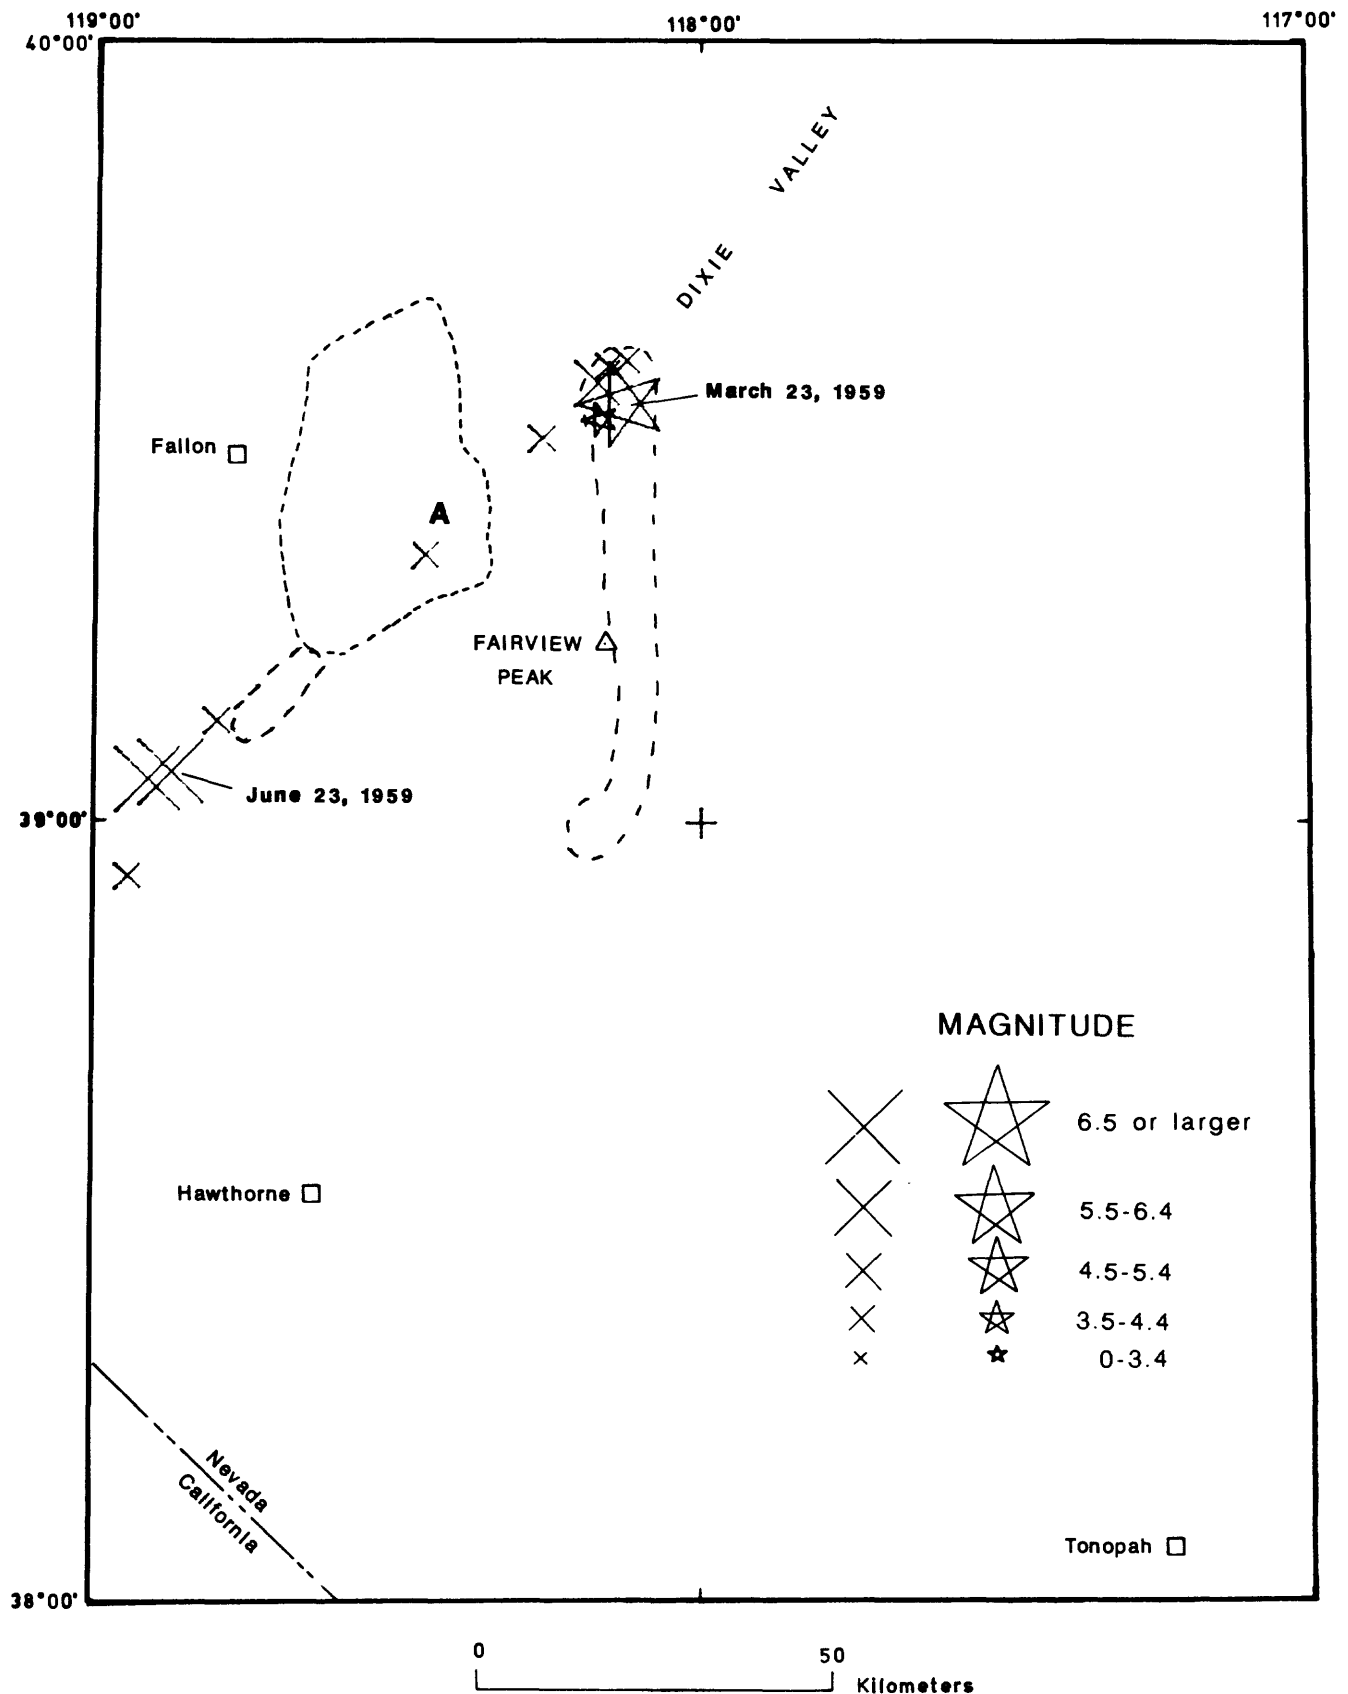 119°00'
118°00'
117°00'
40°00'
DIXIE VALLEY
March 23, 1959
Fallon
A
FAIRVIEW
PEAK
June 23, 1959
39°00'
MAGNITUDE
6.5 or larger
Hawthorne
5.5-6.4
4.5-5.4
3.5-4.4
0-3.4
Nevada
California
Tonopah
38°00'
0
50
Kilometers